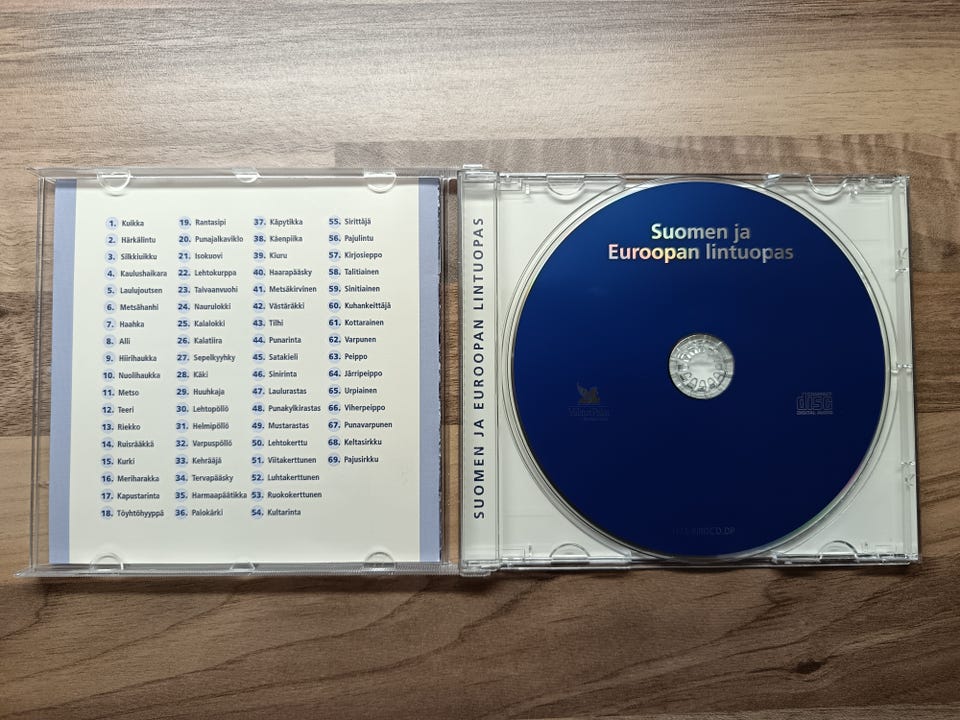 1. Kuikka
2. Härkälintu
3. Silkkiuikku
4. Kaulushaikara
5. Laulujoutsen
6. Metsähanhi
7. Haahka
8. Alli
9. Hiirihaukka
10. Nuolihaukka
11. Metso
12. Teeri
13. Riekko
14. Ruisrääkkä
15. Kurki
16. Meriharakka
17. Kapustarinta
18. Töyhtöhyyppä
19. Rantasipi
20. Punajalkaviklo
21. Isokuovi
22. Lehtokurppa
23. Taivaanvuohi
24. Naurulokki
25. Kalalokki
26. Kalatiira
27. Sepelkyyhky
28. Käki
29. Huuhkaja
30. Lehtopöllö
31. Helmipöllö
32. Varpuspöllö
33. Kehrääjä
34. Tervapääsky
35. Harmaapäätikka
36. Palokärki
37. Käpytikka
38. Käenpiika
39. Kiuru
40. Haarapääsky
41. Metsäkirvinen
42. Västäräkki
43. Tilhi
44. Punarinta
45. Satakieli
46. Sinirinta
47. Laulurastas
48. Punakylkirastas
49. Mustarastas
50. Lehtokerttu
51. Viitakerttunen
52. Luhtakerttunen
53. Ruokokerttunen
54. Kultarinta
55. Sirittäjä
56. Pajulintu
57. Kirjosieppo
58. Talitiainen
59. Sinitiainen
60. Kuhankeittäjä
61. Kottarainen
62. Varpunen
63. Peippo
64. Järripeippo
65. Urpiainen
66. Viherpeippo
67. Punavarpunen
68. Keltasirkku
69. Pajusirkku
SUOMEN JA EUROOPAN LINTUOPAS
Suomen ja
Euroopan lintuopas
COMPACT
disc
DIGITAL AUDIO